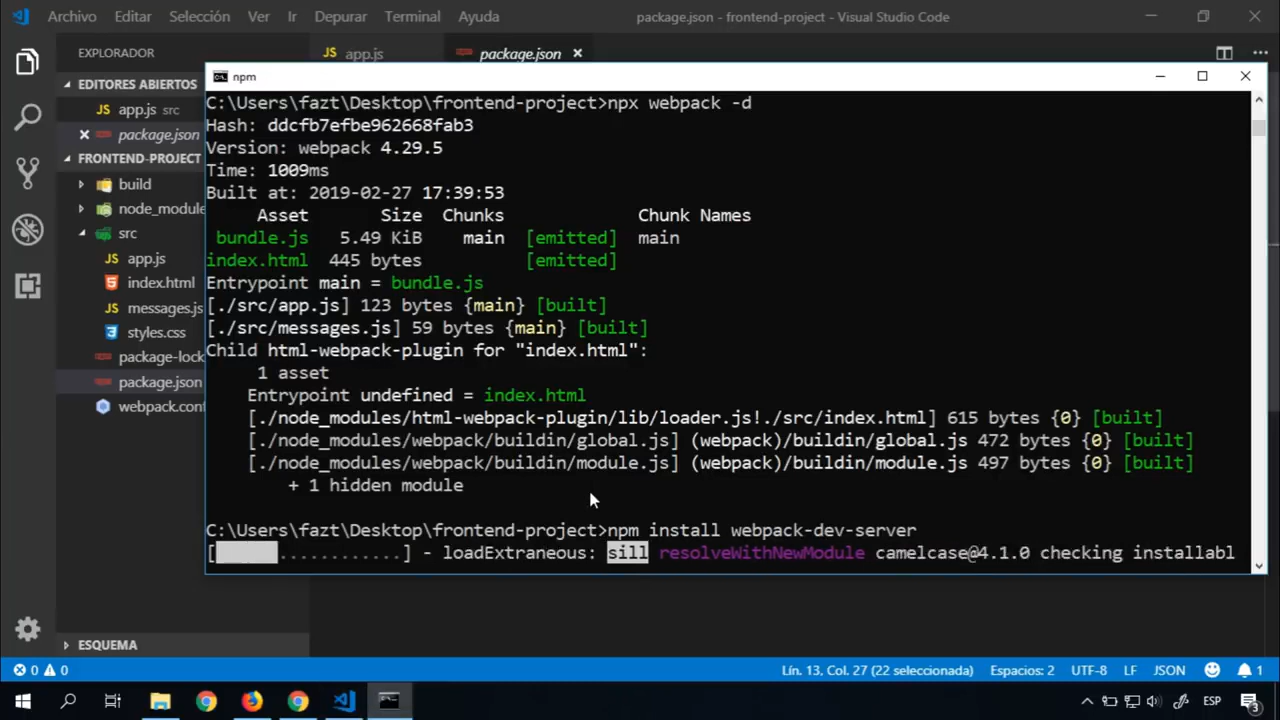 Archivo Editar Selección Ver Ir Depurar Terminal Ayuda package.json - frontend-project - Visual Studio Code
EXPLORADOR
JS app.js package.json
EDITORES ABIERTOS
JS app.js src
package.json
FRONTEND-PROJECT
build
node_module
src
JS app.js
index.html
JS messages.js
styles.css
package-lock
package.json
webpack.conf
ESQUEMA
npm
C:\Users\fazt\Desktop\frontend-project>npx webpack -d
Hash: ddcfb7efbe962668fab3
Version: webpack 4.29.5
Time: 1009ms
Built at: 2019-02-27 17:39:53
Asset Size Chunks Chunk Names
bundle.js 5.49 KiB main [emitted] main
index.html 445 bytes [emitted]
Entrypoint main = bundle.js
[./src/app.js] 123 bytes {main} [built]
[./src/messages.js] 59 bytes {main} [built]
Child html-webpack-plugin for "index.html":
1 asset
Entrypoint undefined = index.html
[./node_modules/html-webpack-plugin/lib/loader.js!./src/index.html] 615 bytes {0} [built]
[./node_modules/webpack/buildin/global.js] (webpack)/buildin/global.js 472 bytes {0} [built]
[./node_modules/webpack/buildin/module.js] (webpack)/buildin/module.js 497 bytes {0} [built]
+ 1 hidden module
C:\Users\fazt\Desktop\frontend-project>npm install webpack-dev-server
[      ............] - loadExtraneous: sill resolveWithNewModule camelcase@4.1.0 checking installabl
0 0 Lín. 13, Col. 27 (22 seleccionada) Espacios: 2 UTF-8 LF JSON 1
ESP 3